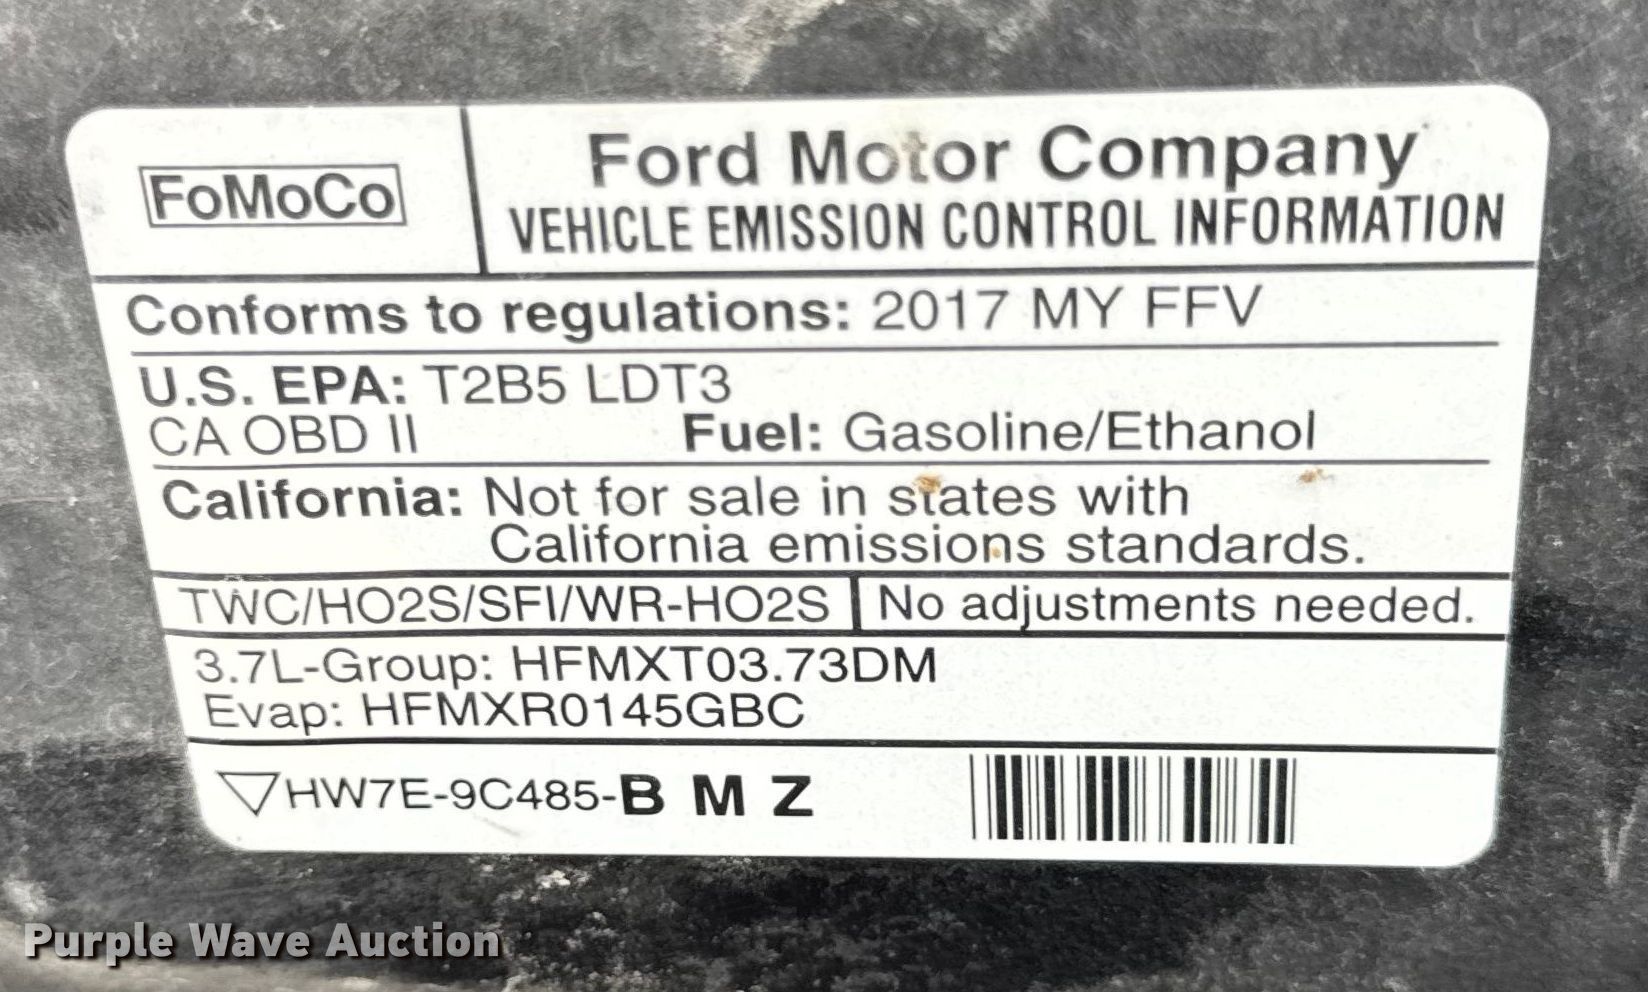 FoMoCo
Ford Motor Company
VEHICLE EMISSION CONTROL INFORMATION
Conforms to regulations: 2017 MY FFV
U.S. EPA: T2B5 LDT3
CA OBD II Fuel: Gasoline/Ethanol
California: Not for sale in states with
California emissions standards.
TWC/HO2S/SFI/WR-HO2S No adjustments needed.
3.7L-Group: HFMXT03.73DM
Evap: HFMXR0145GBC
HW7E-9C485-B M Z
Purple Wave Auction